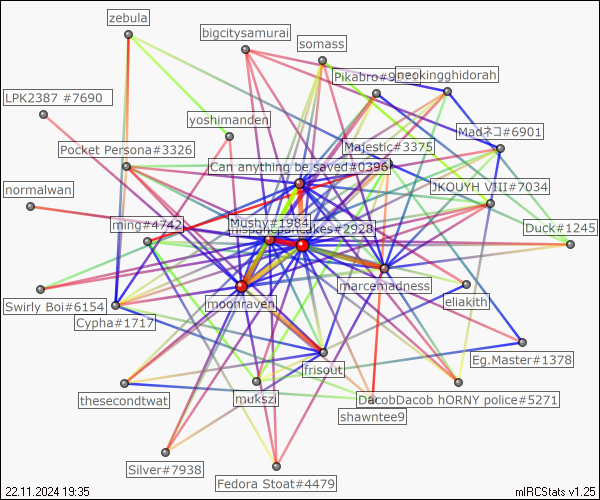 zebula
bigcitysamurai
somass
Pikabro#9
neckingghidorah
LPK2387 #7690
yoshimanden
Madネコ#6901
Pocket Persona#3326
Majestic#3375
Can anything be saved#0396
JKOUYH VIII#7034
normalwan
ming#4742
Mushy#1984
cakes#2928
Duck#1245
moonraven
marcemadness
eliakith
Swirly Boi#6154
Cypha#1717
Eg.Master#1378
frisout
thesecondtwat
mukszi
DacobDacob hORNY police#5271
shawntee9
Silver#7938
Fedora Stoat#4479
22.11.2024 19:35
mIRCStats v1.25